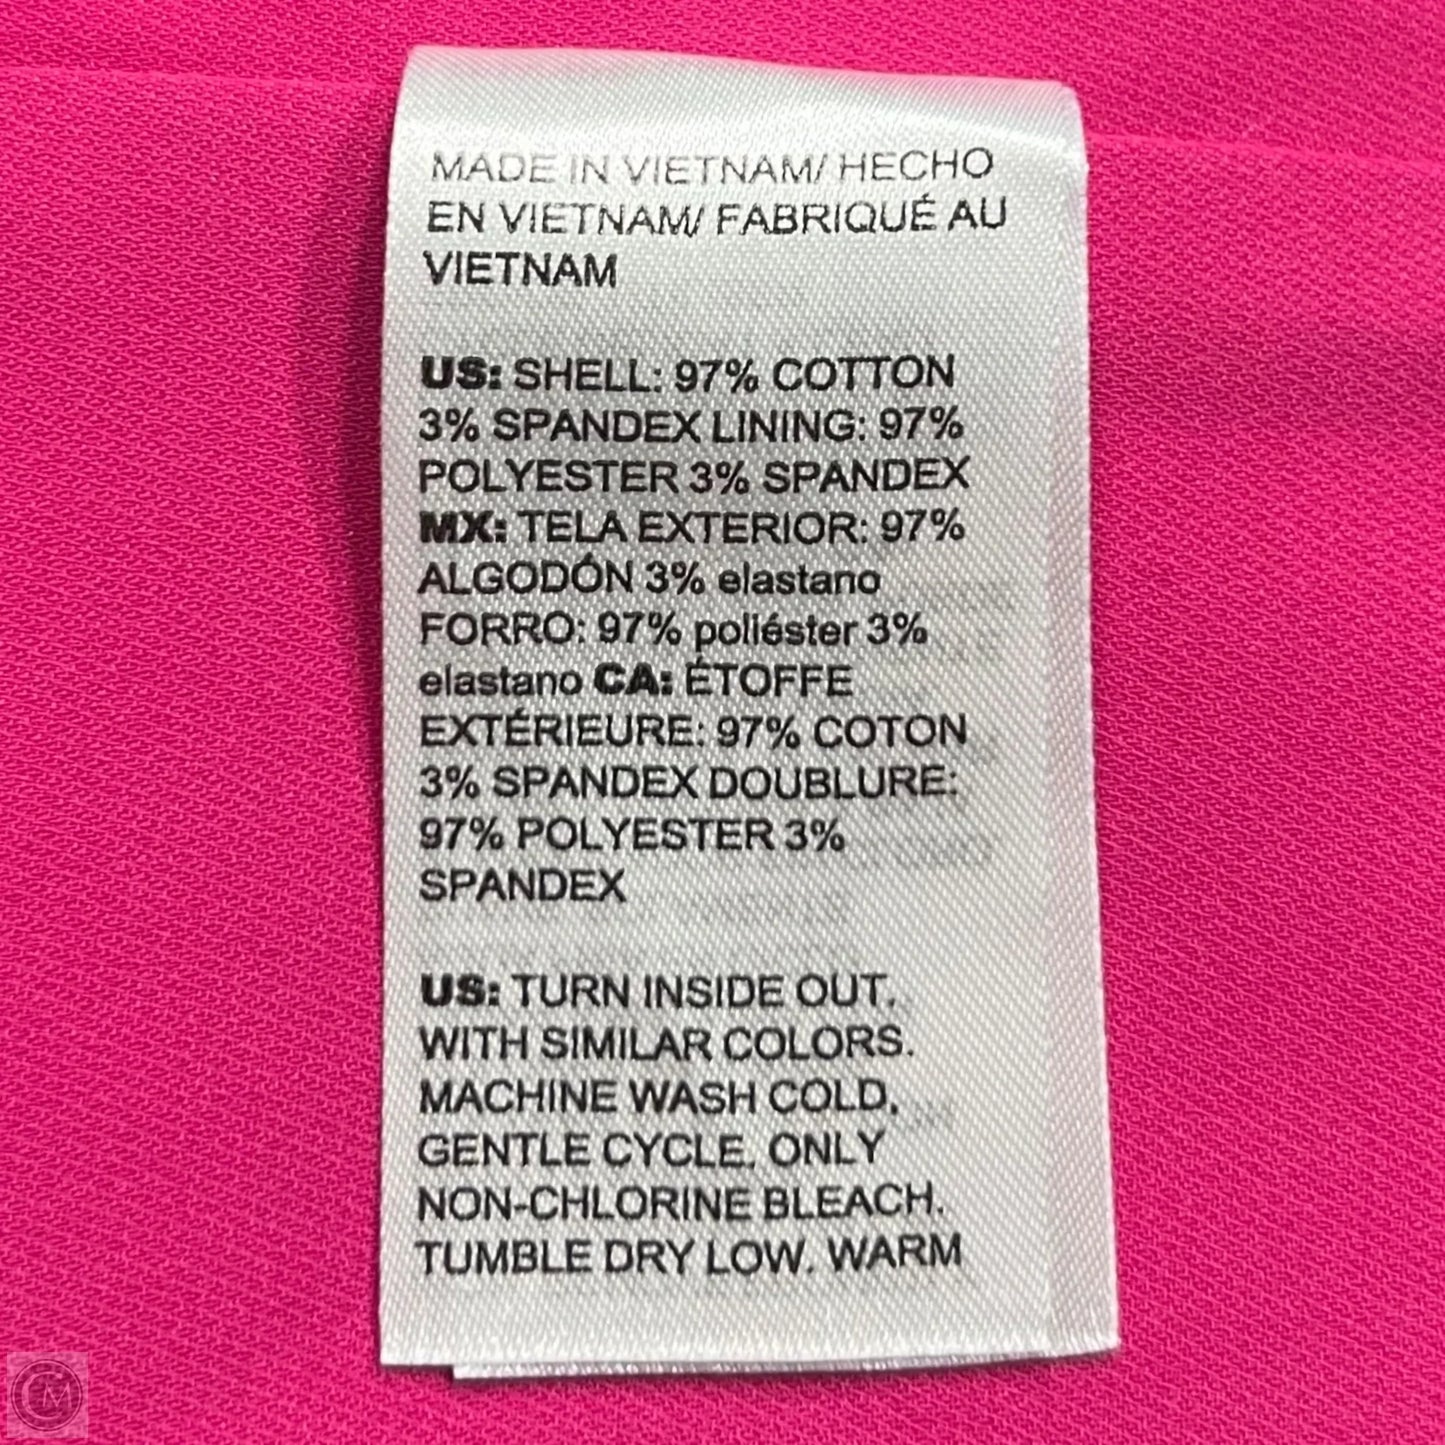 MADE IN VIETNAM/ HECHO
EN VIETNAM/ FABRIQUÉ AU
VIETNAM
US: SHELL: 97% COTTON
3% SPANDEX LINING: 97%
POLYESTER 3% SPANDEX
MX: TELA EXTERIOR: 97%
ALGODÓN 3% elastano
FORRO: 97% poliéster 3%
elastano CA: ÉTOFFE
EXTÉRIEURE: 97% COTON
3% SPANDEX DOUBLURE:
97% POLYESTER 3%
SPANDEX
US: TURN INSIDE OUT.
WITH SIMILAR COLORS.
MACHINE WASH COLD,
GENTLE CYCLE. ONLY
NON-CHLORINE BLEACH.
TUMBLE DRY LOW. WARM
CM